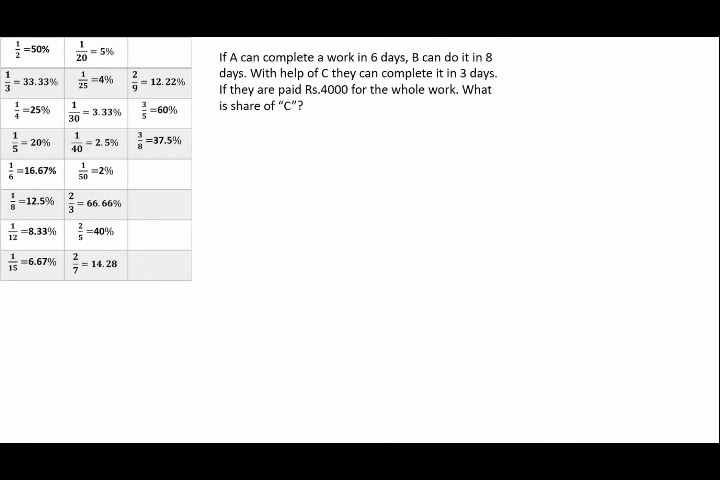 1/2 =50% 1/20 = 5%
1/3 = 33.33% 1/25 =4% 2/9 = 12.22%
1/4 =25% 1/30 = 3.33% 3/5 =60%
1/5 = 20% 1/40 = 2.5% 3/8 =37.5%
1/6 =16.67% 1/50 =2%
1/8 =12.5% 2/3 = 66.66%
1/12 =8.33% 2/5 =40%
1/15 =6.67% 2/7 = 14.28
If A can complete a work in 6 days, B can do it in 8
days. With help of C they can complete it in 3 days.
If they are paid Rs.4000 for the whole work. What
is share of “C”?